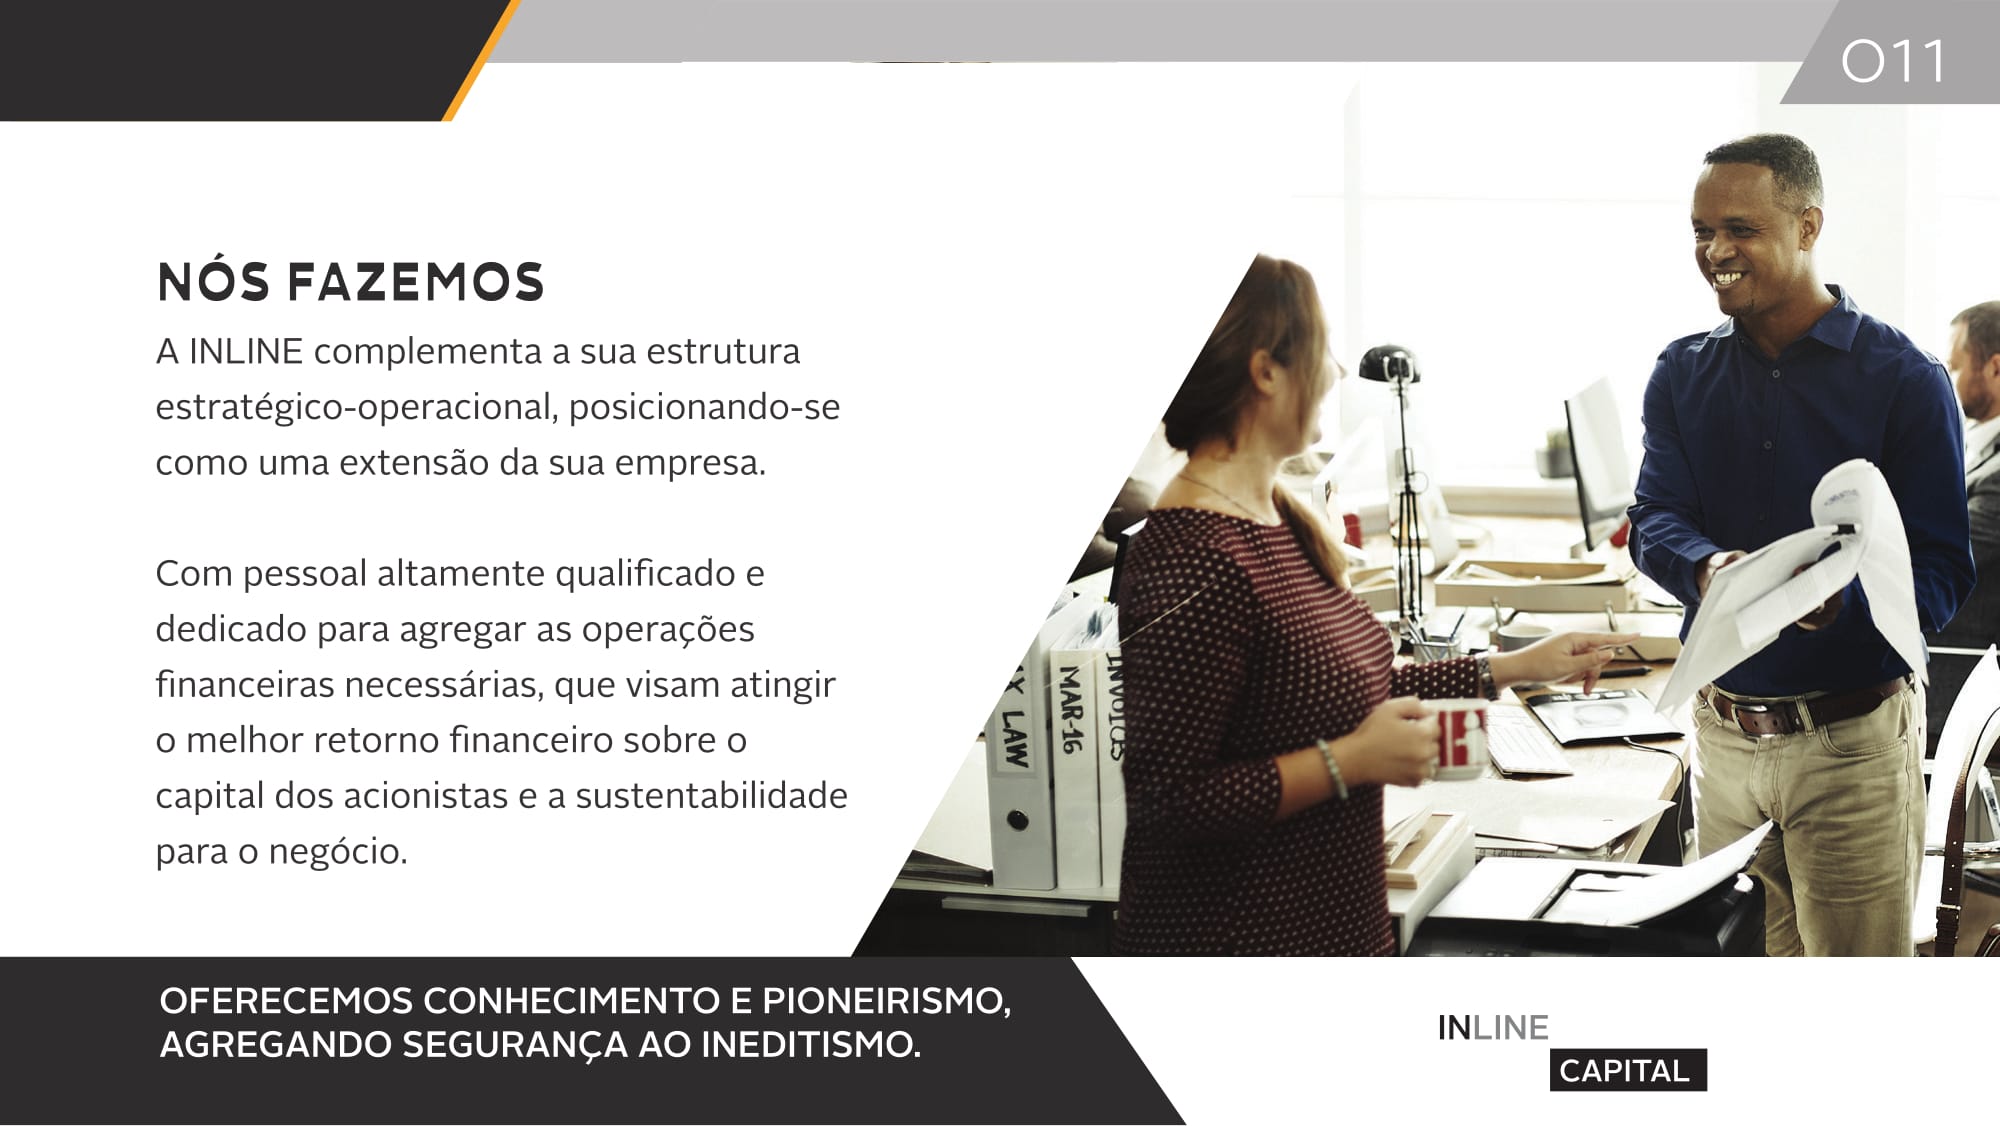 011
NÓS FAZEMOS
A INLINE complementa a sua estrutura
estratégico-operacional, posicionando-se
como uma extensão da sua empresa.
Com pessoal altamente qualificado e
dedicado para agregar as operações
financeiras necessárias, que visam atingir
o melhor retorno financeiro sobre o
capital dos acionistas e a sustentabilidade
para o negócio.
LAW
MAR-16
INVOICES
OFERECEMOS CONHECIMENTO E PIONEIRISMO,
AGREGANDO SEGURANÇA AO INEDITISMO.
INLINE
CAPITAL